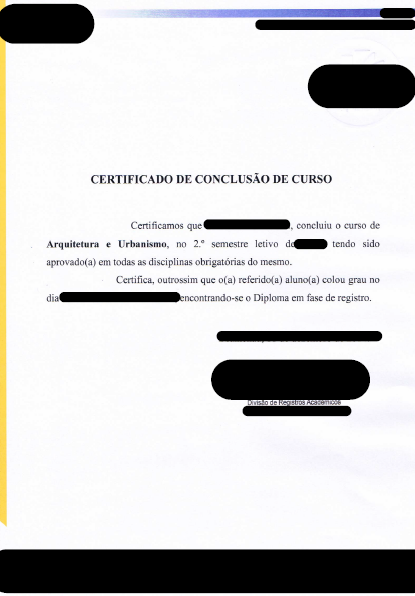 CERTIFICADO DE CONCLUSÃO DE CURSO
Certificamos que , concluiu o curso de
Arquitetura e Urbanismo, no 2.º semestre letivo de tendo sido
aprovado(a) em todas as disciplinas obrigatórias do mesmo.
Certifica, outrossim que o(a) referido(a) aluno(a) colou grau no
dia encontrando-se o Diploma em fase de registro.
Divisão de Registros Acadêmicos